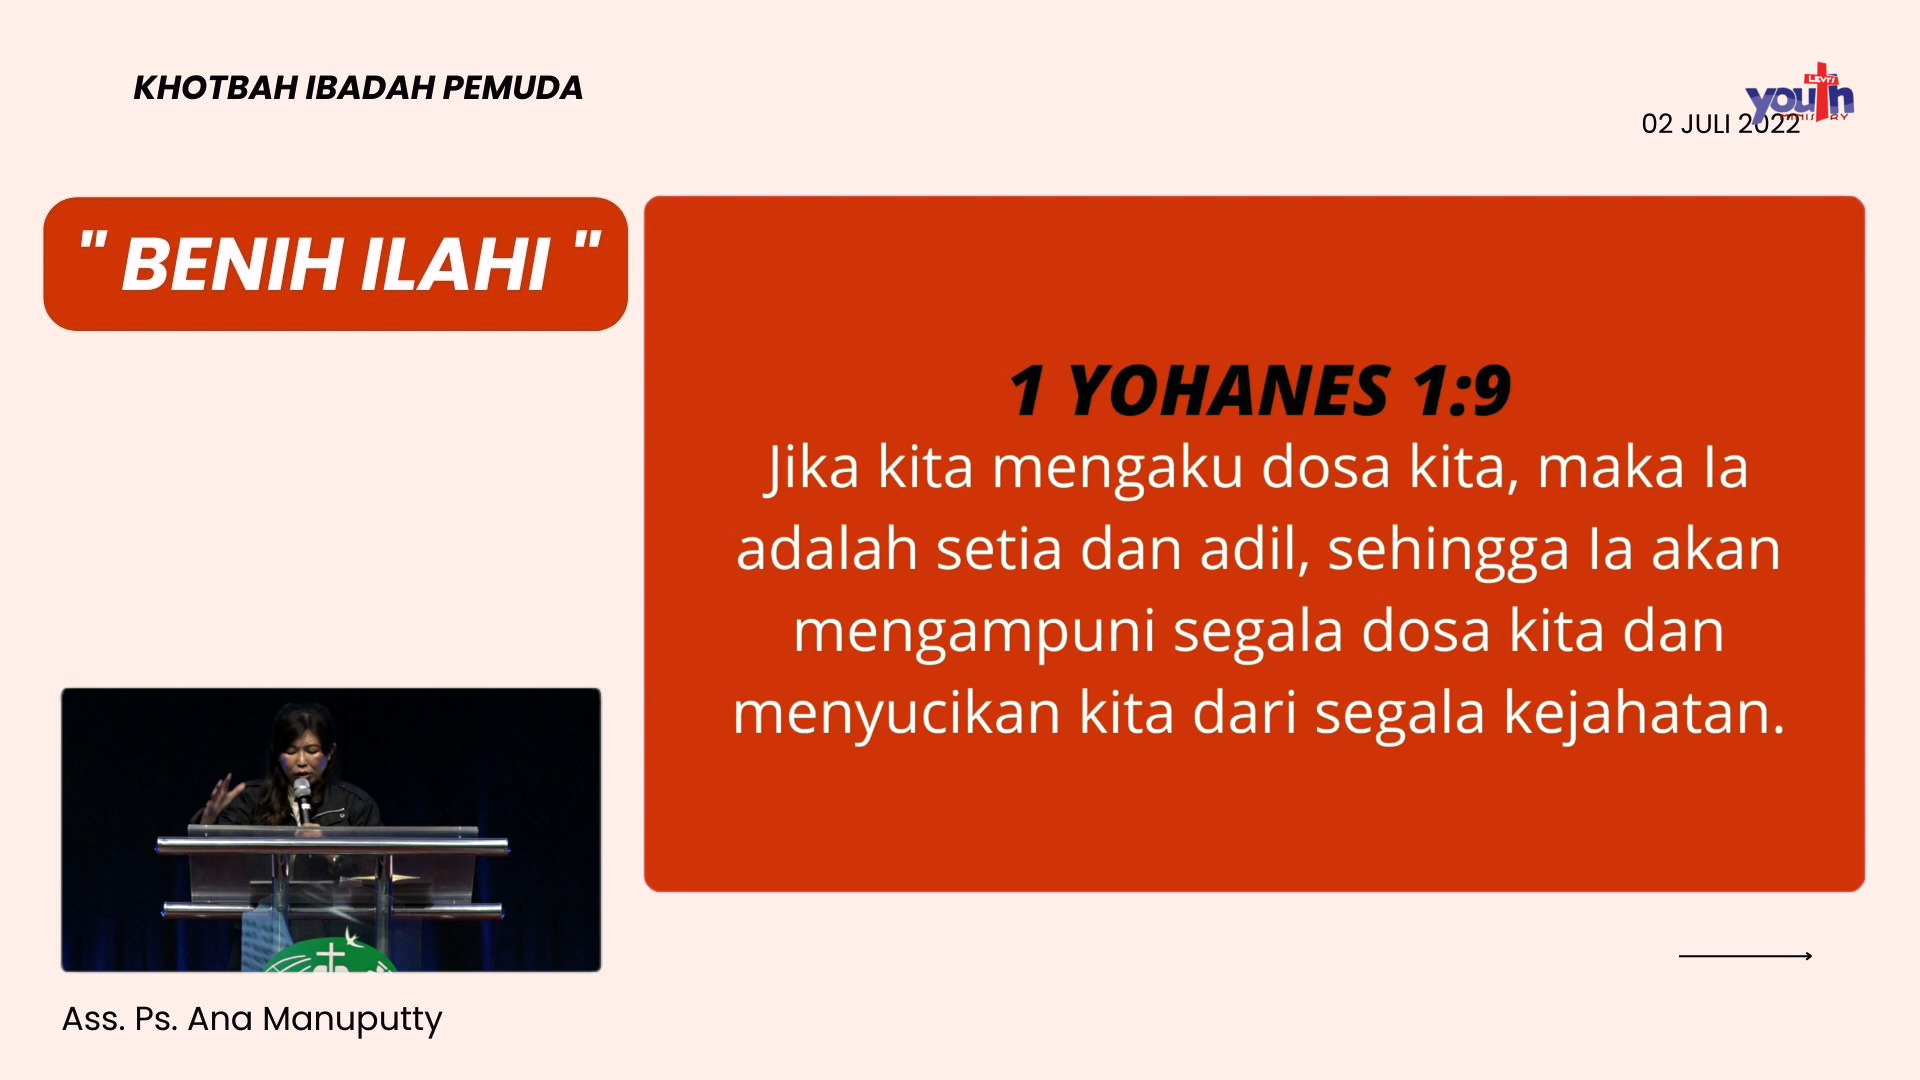 KHOTBAH IBADAH PEMUDA
LEVI
youth
02 JULI 2022
" BENIH ILAHI "
1 YOHANES 1:9
Jika kita mengaku dosa kita, maka Ia
adalah setia dan adil, sehingga Ia akan
mengampuni segala dosa kita dan
menyucikan kita dari segala kejahatan.
Ass. Ps. Ana Manuputty